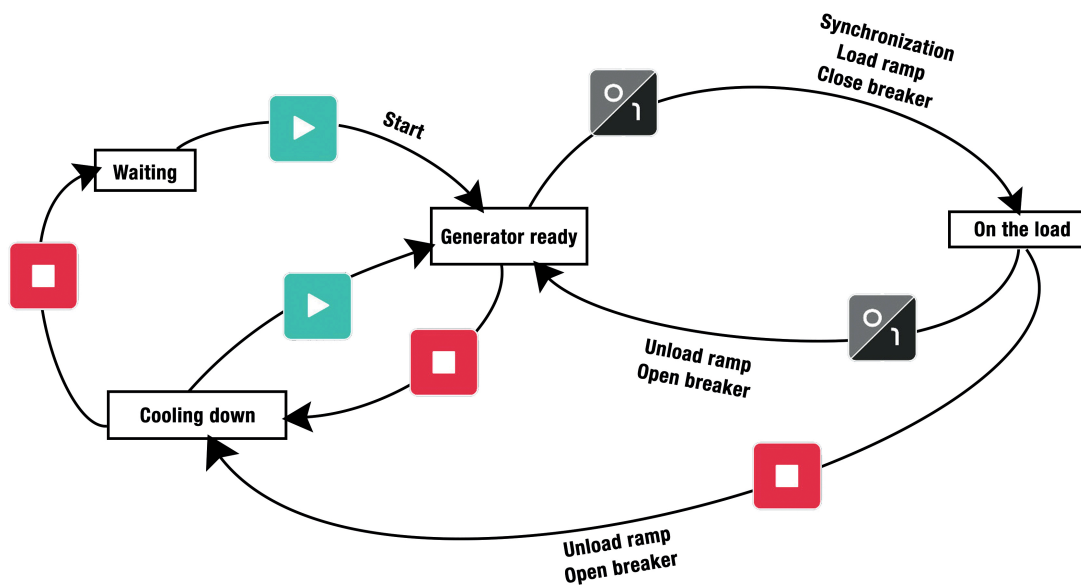 Synchronization
Load ramp
Close breaker
Start
Waiting
Generator ready
On the load
Unload ramp
Open breaker
Cooling down
Unload ramp
Open breaker